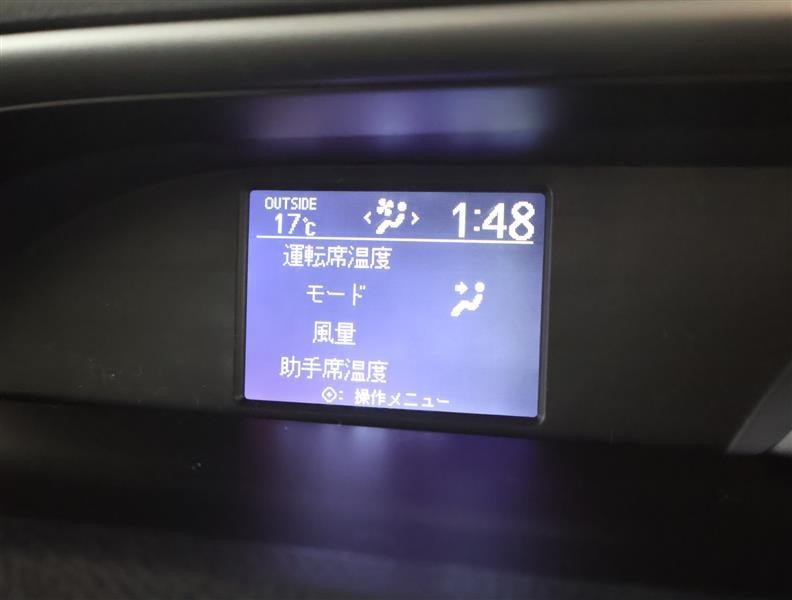 OUTSIDE
17℃ 1:48
運転席温度
モード
風量
助手席温度
: 操作メニュー